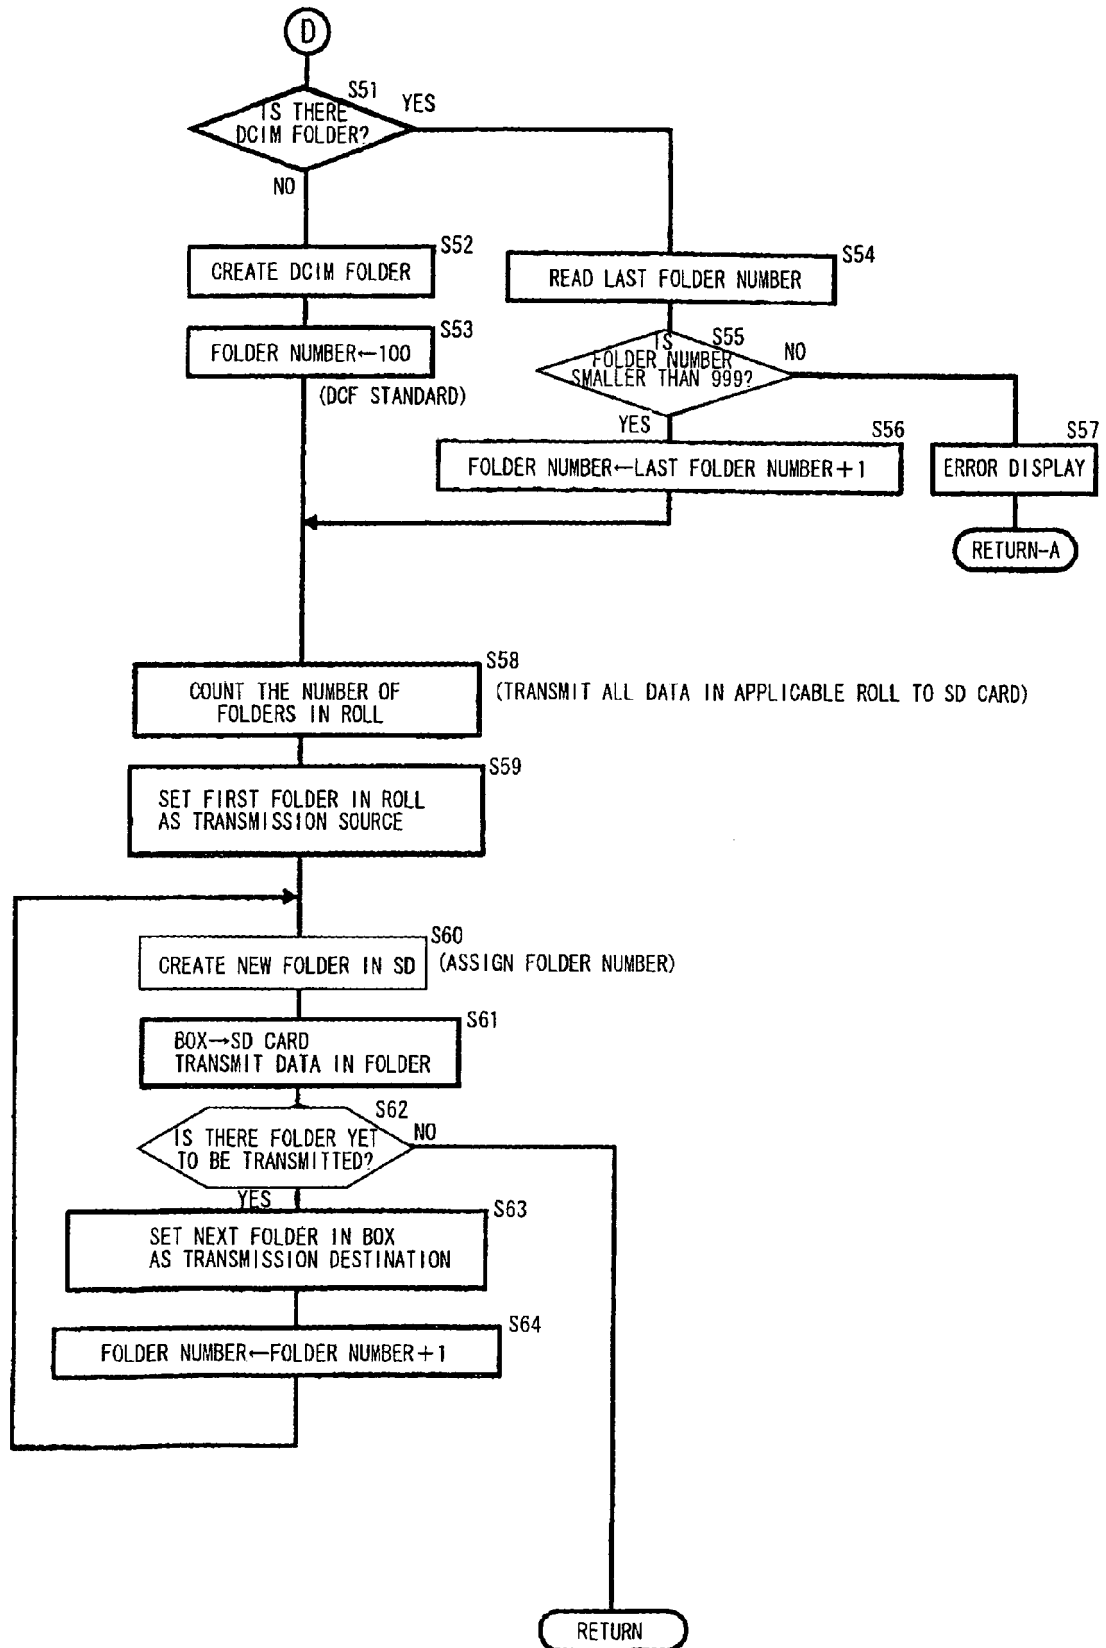 D
S51
YES
IS THERE
DCIM FOLDER?
NO
S52
CREATE DCIM FOLDER
S53
FOLDER NUMBER←100
(DCF STANDARD)
S54
READ LAST FOLDER NUMBER
S55
IS
FOLDER NUMBER
SMALLER THAN 999?
NO
YES
S56
FOLDER NUMBER←LAST FOLDER NUMBER+1
S57
ERROR DISPLAY
RETURN-A
S58
COUNT THE NUMBER OF
FOLDERS IN ROLL
(TRANSMIT ALL DATA IN APPLICABLE ROLL TO SD CARD)
S59
SET FIRST FOLDER IN ROLL
AS TRANSMISSION SOURCE
S60
CREATE NEW FOLDER IN SD
(ASSIGN FOLDER NUMBER)
S61
BOX→SD CARD
TRANSMIT DATA IN FOLDER
S62
IS THERE FOLDER YET
TO BE TRANSMITTED?
NO
YES
S63
SET NEXT FOLDER IN BOX
AS TRANSMISSION DESTINATION
S64
FOLDER NUMBER←FOLDER NUMBER+1
RETURN